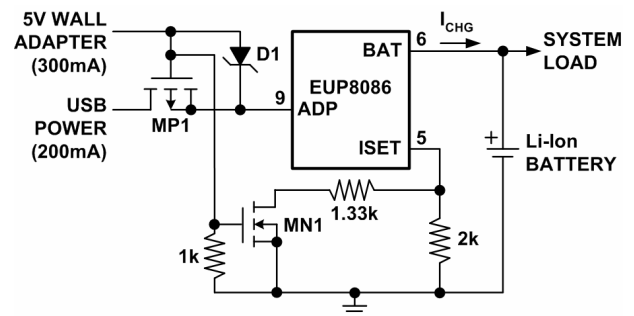 5V WALL
ADAPTER
(300mA)
USB
POWER
(200mA)
MP1
D1
9
ADP
EUP8086
BAT
6
ICHG
SYSTEM
LOAD
ISET
5
Li-Ion
BATTERY
+
MN1
1.33k
1k
2k